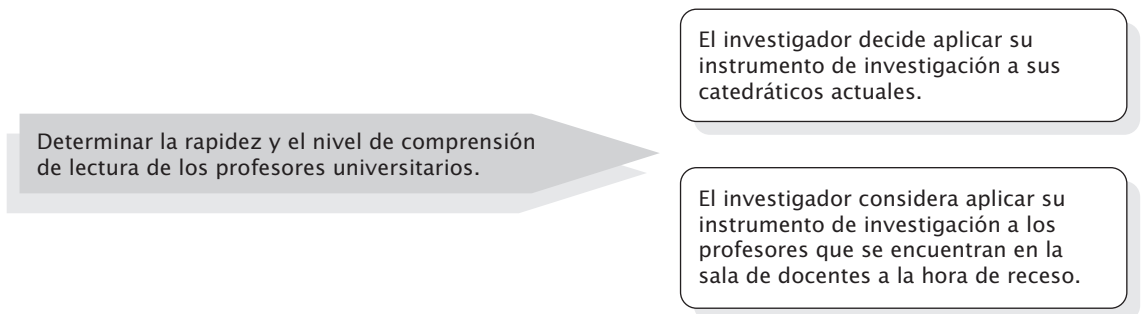 Determinar la rapidez y el nivel de comprensión
de lectura de los profesores universitarios.
El investigador decide aplicar su
instrumento de investigación a sus
catedráticos actuales.
El investigador considera aplicar su
instrumento de investigación a los
profesores que se encuentran en la
sala de docentes a la hora de receso.